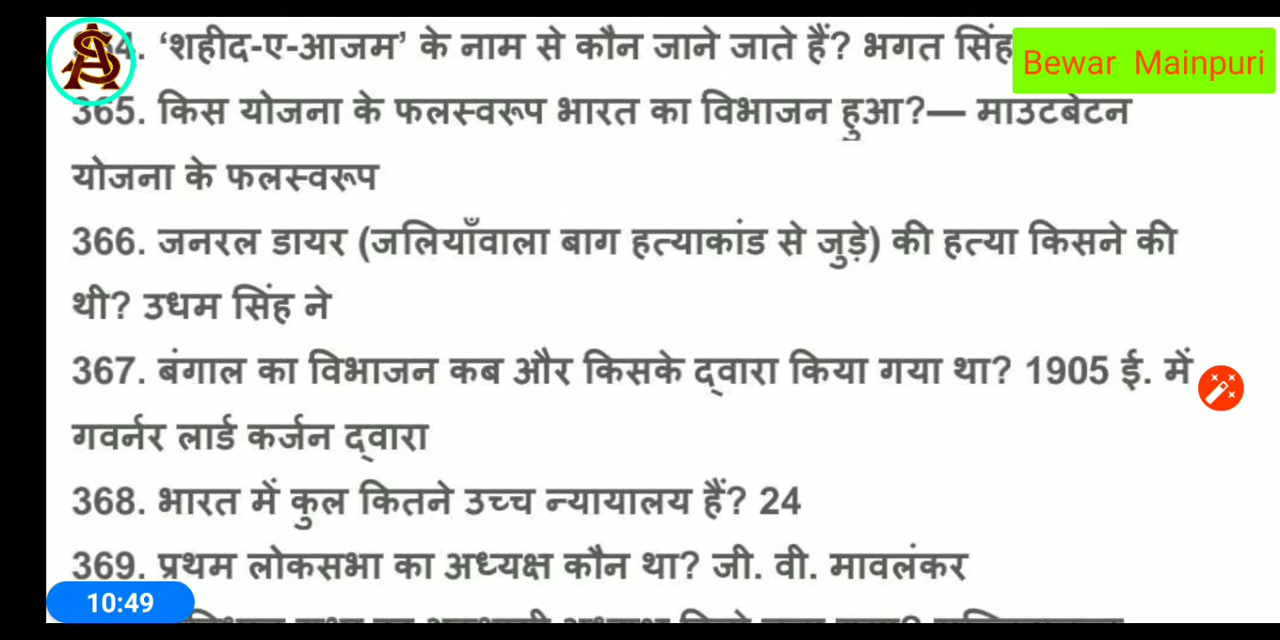 364. ‘शहीद-ए-आजम’ के नाम से कौन जाने जाते हैं? भगत सिंह
Bewar Mainpuri
365. किस योजना के फलस्वरूप भारत का विभाजन हुआ?— माउटबेटन
योजना के फलस्वरूप
366. जनरल डायर (जलियाँवाला बाग हत्याकांड से जुड़े) की हत्या किसने की
थी? उधम सिंह ने
367. बंगाल का विभाजन कब और किसके द्वारा किया गया था? 1905 ई. में
गवर्नर लार्ड कर्जन द्वारा
368. भारत में कुल कितने उच्च न्यायालय हैं? 24
369. प्रथम लोकसभा का अध्यक्ष कौन था? जी. वी. मावलंकर
10:49